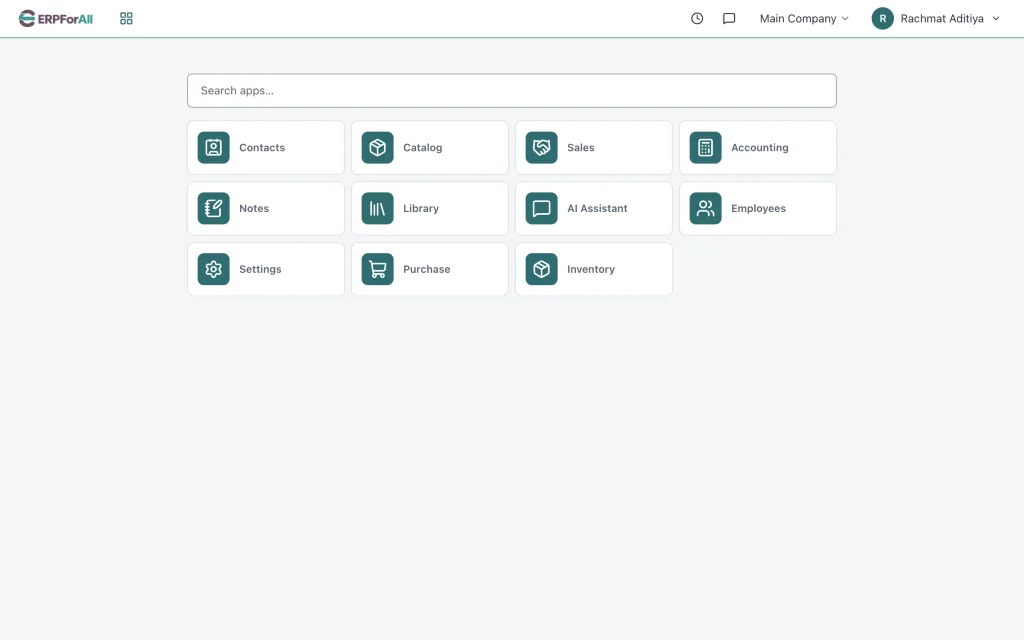 ERPForAll
Main Company
R
Rachmat Aditiya
Search apps...
Contacts
Catalog
Sales
Accounting
Notes
Library
AI Assistant
Employees
Settings
Purchase
Inventory